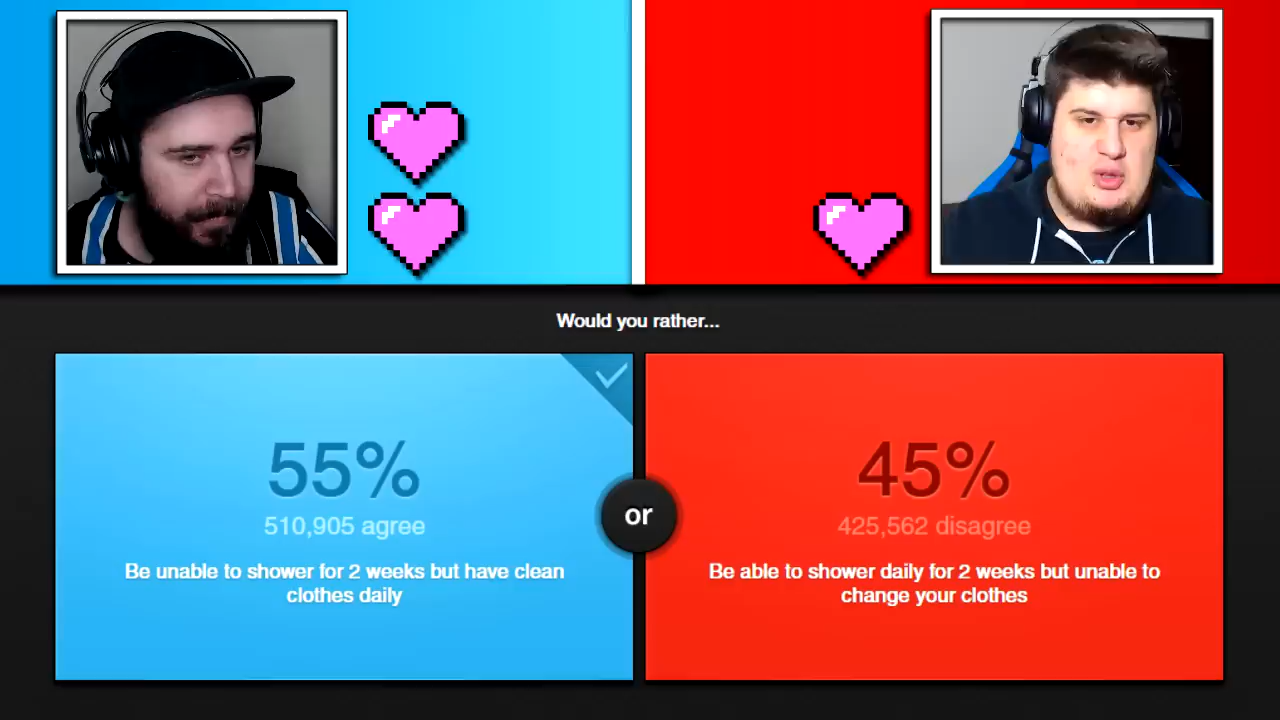 Would you rather...
55%
45%
510,905 agree
425,562 disagree
or
Be unable to shower for 2 weeks but have clean
clothes daily
Be able to shower daily for 2 weeks but unable to
change your clothes